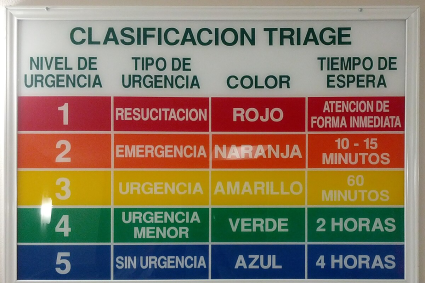 CLASIFICACION TRIAGE
NIVEL DE URGENCIA TIPO DE URGENCIA COLOR TIEMPO DE ESPERA
1 RESUCITACION ROJO ATENCION DE FORMA INMEDIATA
2 EMERGENCIA NARANJA 10 - 15 MINUTOS
3 URGENCIA AMARILLO 60 MINUTOS
4 URGENCIA MENOR VERDE 2 HORAS
5 SIN URGENCIA AZUL 4 HORAS